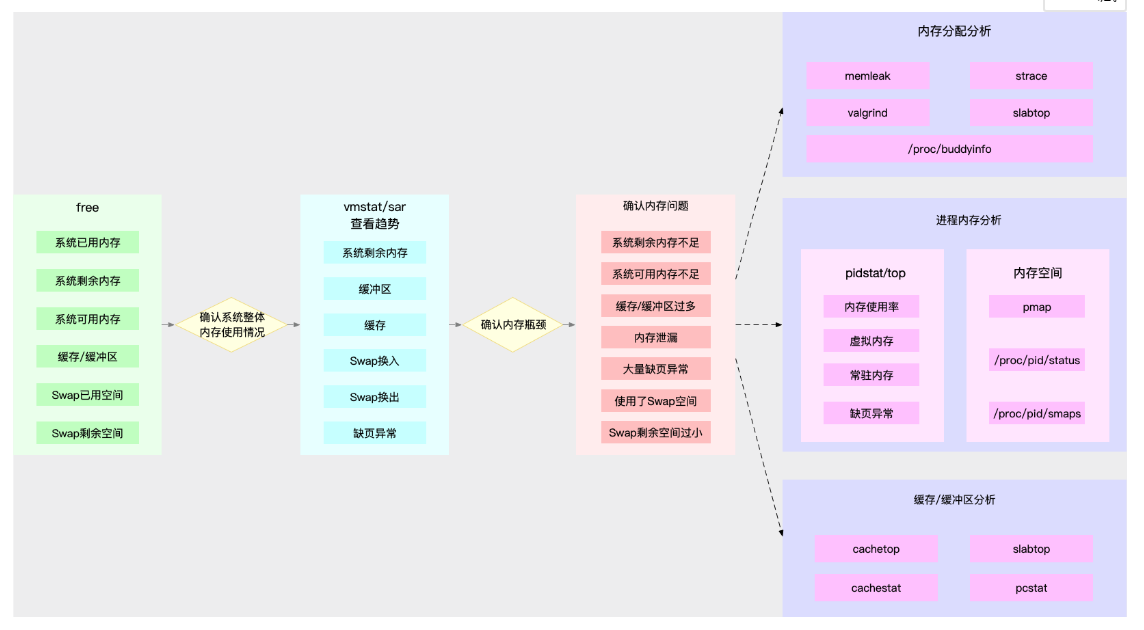 free
系统已用内存
系统剩余内存
系统可用内存
缓存/缓冲区
Swap已用空间
Swap剩余空间
确认系统整体
内存使用情况
vmstat/sar
查看趋势
系统剩余内存
缓冲区
缓存
Swap换入
Swap换出
缺页异常
确认内存瓶颈
确认内存问题
系统剩余内存不足
系统可用内存不足
缓存/缓冲区过多
内存泄漏
大量缺页异常
使用了Swap空间
Swap剩余空间过小
内存分配分析
memleak
strace
valgrind
slabtop
/proc/buddyinfo
进程内存分析
pidstat/top
内存使用率
虚拟内存
常驻内存
缺页异常
内存空间
pmap
/proc/pid/status
/proc/pid/smaps
缓存/缓冲区分析
cachetop
slabtop
cachestat
pcstat